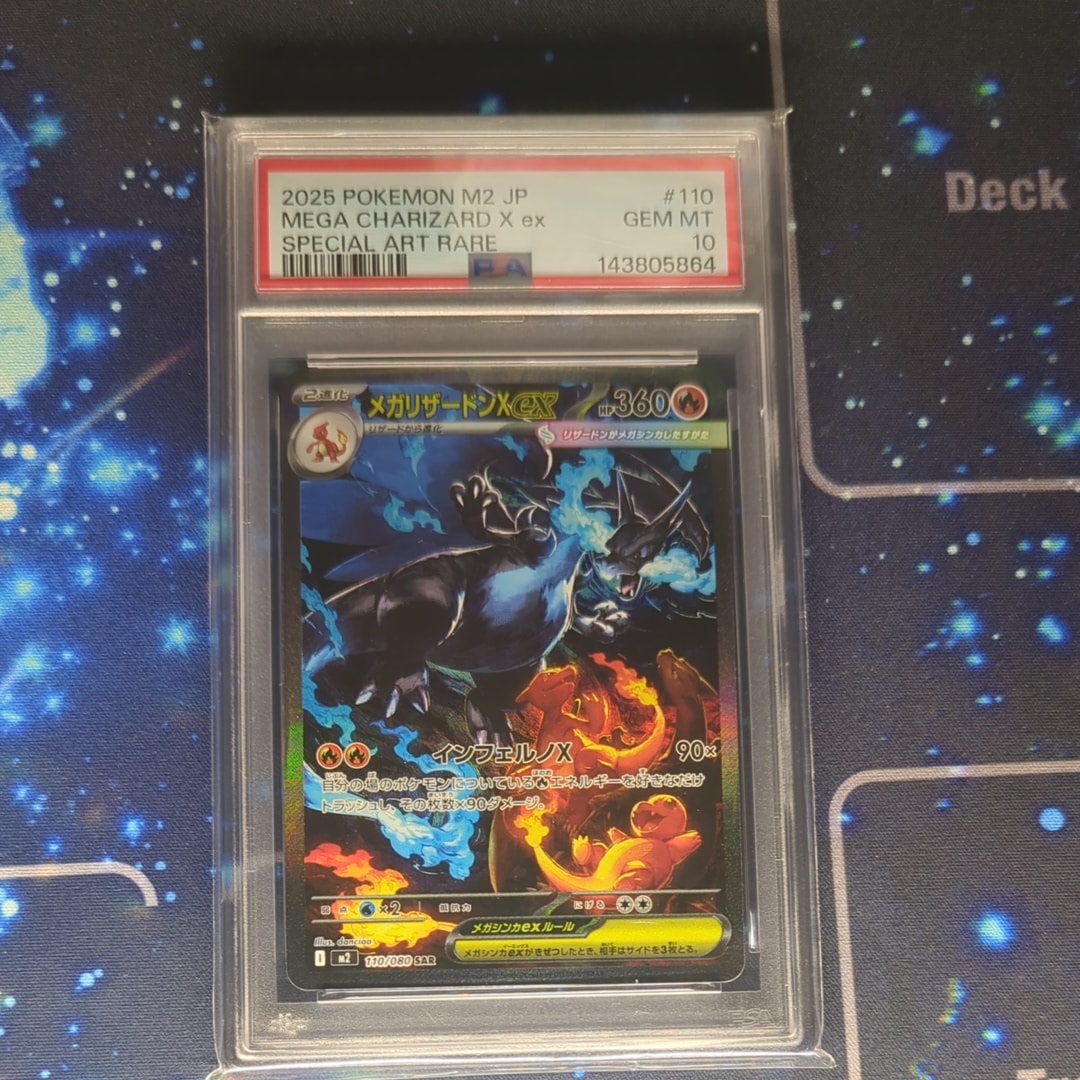 Deck
2025 POKEMON M2 JP #110
MEGA CHARIZARD X ex GEM MT
SPECIAL ART RARE 10
PSA 143805864
2進化 メガリザードンXex HP360
リザードから進化 リザードンがメガシンカしたすがた
インフェルノX 90×
自分の場のポケモンについている エネルギーを好きなだけ
トラッシュし、その枚数×90ダメージ。
弱点 ×2 抵抗力 にげる
メガシンカexルール
メガシンカexがきぜつしたとき、相手はサイドを3枚とる。
Illus. danciao
I m2 110/080 SAR